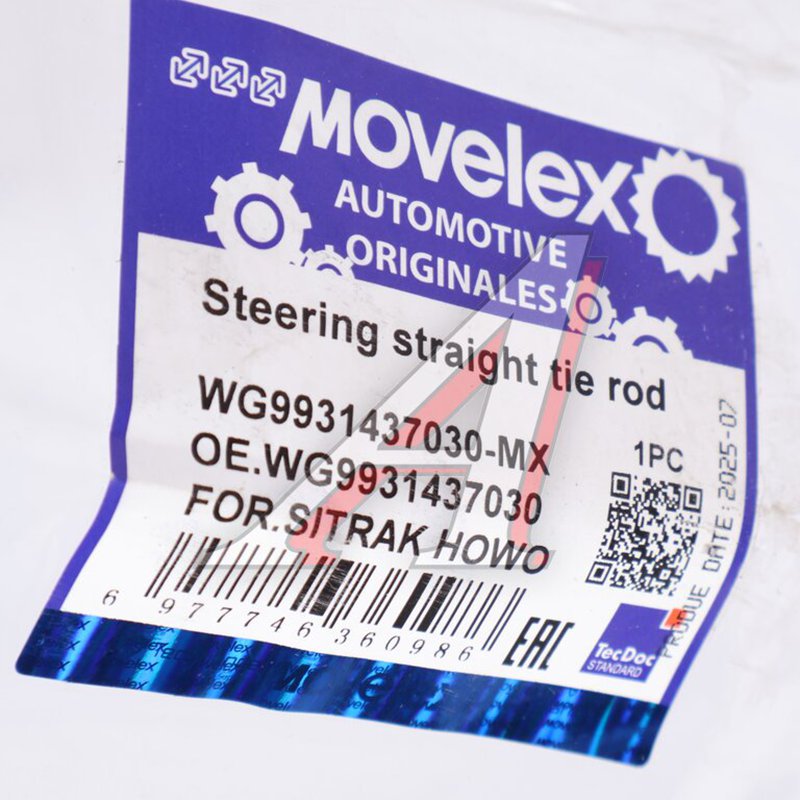 MOVELEX
AUTOMOTIVE
ORIGINALES
Steering straight tie rod
WG9931437030-MX
OE.WG9931437030
FOR.SITRAK HOWO
1PC
PRODUE DATE:2025-07
6 977746 360986
EAC
TecDoc
STANDARD